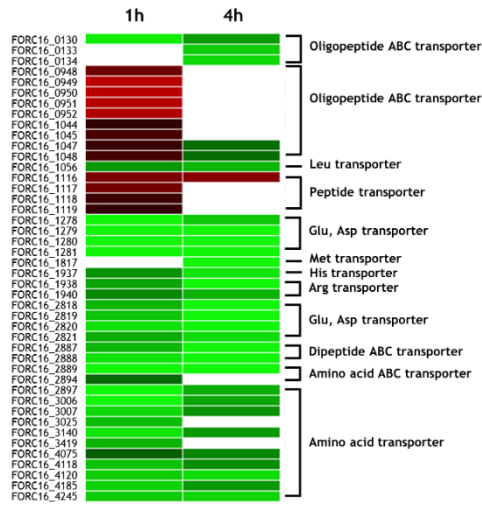 1h 4h
FORC16_0130
FORC16_0133
FORC16_0134
Oligopeptide ABC transporter
FORC16_0948
FORC16_0949
FORC16_0950
FORC16_0951
FORC16_0952
FORC16_1044
FORC16_1045
FORC16_1047
FORC16_1048
Oligopeptide ABC transporter
FORC16_1056 Leu transporter
FORC16_1116
FORC16_1117
FORC16_1118
FORC16_1119
Peptide transporter
FORC16_1278
FORC16_1279
FORC16_1280
FORC16_1281
Glu, Asp transporter
FORC16_1817 Met transporter
FORC16_1937 His transporter
FORC16_1938
FORC16_1940
Arg transporter
FORC16_2818
FORC16_2819
FORC16_2820
FORC16_2821
Glu, Asp transporter
FORC16_2887
FORC16_2888
Dipeptide ABC transporter
FORC16_2889
FORC16_2894
Amino acid ABC transporter
FORC16_2897
FORC16_3006
FORC16_3007
FORC16_3025
FORC16_3140
FORC16_3419
FORC16_4075
FORC16_4118
FORC16_4120
FORC16_4185
FORC16_4245
Amino acid transporter